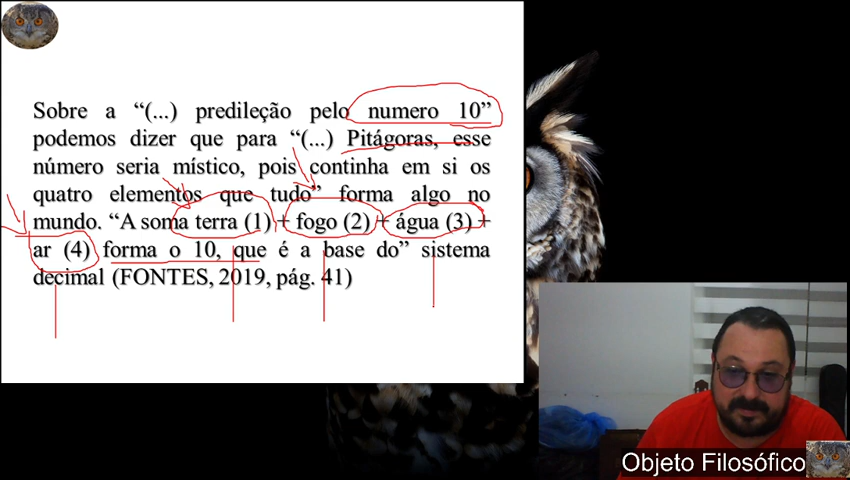 Sobre a “(...) predileção pelo numero 10”
podemos dizer que para “(...) Pitágoras, esse
número seria místico, pois continha em si os
quatro elementos que tudo” forma algo no
mundo. “A soma terra (1) + fogo (2) + água (3) +
ar (4) forma o 10, que é a base do” sistema
decimal (FONTES, 2019, pág. 41)
Objeto Filosófico